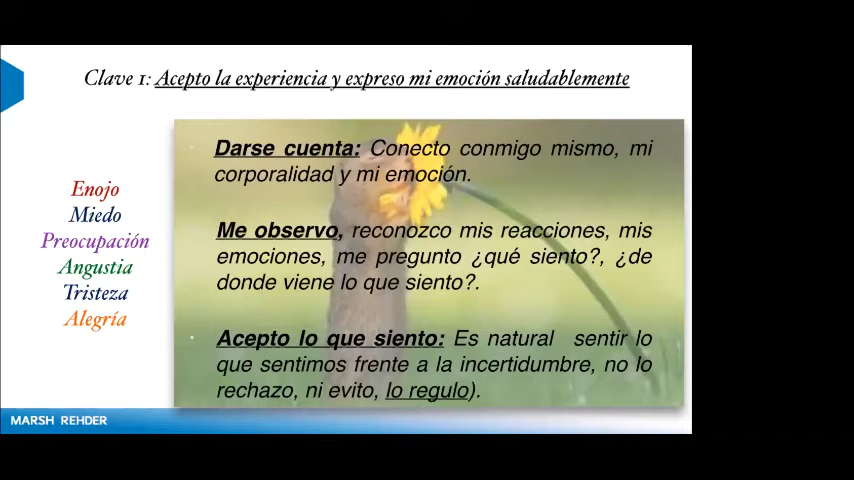 Clave 1: Acepto la experiencia y expreso mi emoción saludablemente
Enojo
Miedo
Preocupación
Angustia
Tristeza
Alegría
Darse cuenta: Conecto conmigo mismo, mi
corporalidad y mi emoción.
Me observo, reconozco mis reacciones, mis
emociones, me pregunto ¿qué siento?, ¿de
donde viene lo que siento?.
Acepto lo que siento: Es natural sentir lo
que sentimos frente a la incertidumbre, no lo
rechazo, ni evito, lo regulo).
MARSH REHDER